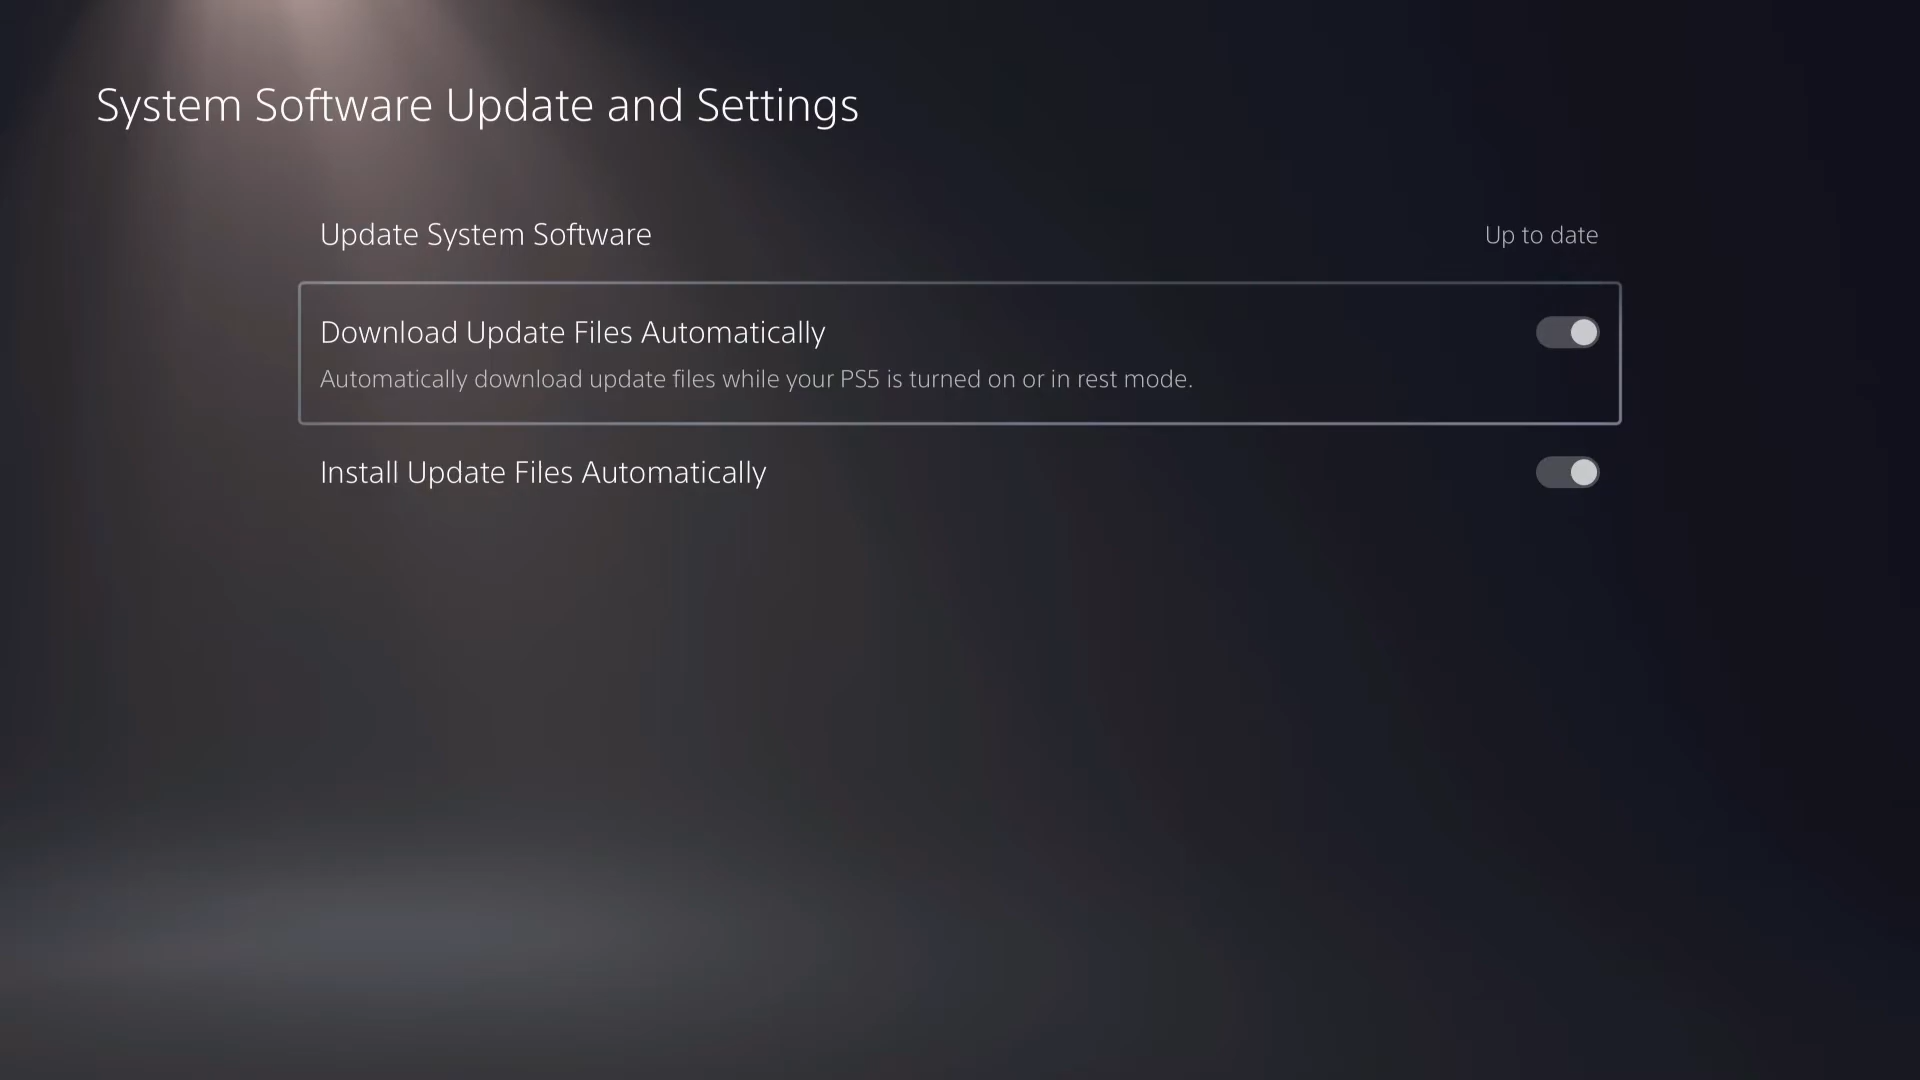 System Software Update and Settings
Update System Software
Up to date
Download Update Files Automatically
Automatically download update files while your PS5 is turned on or in rest mode.
Install Update Files Automatically